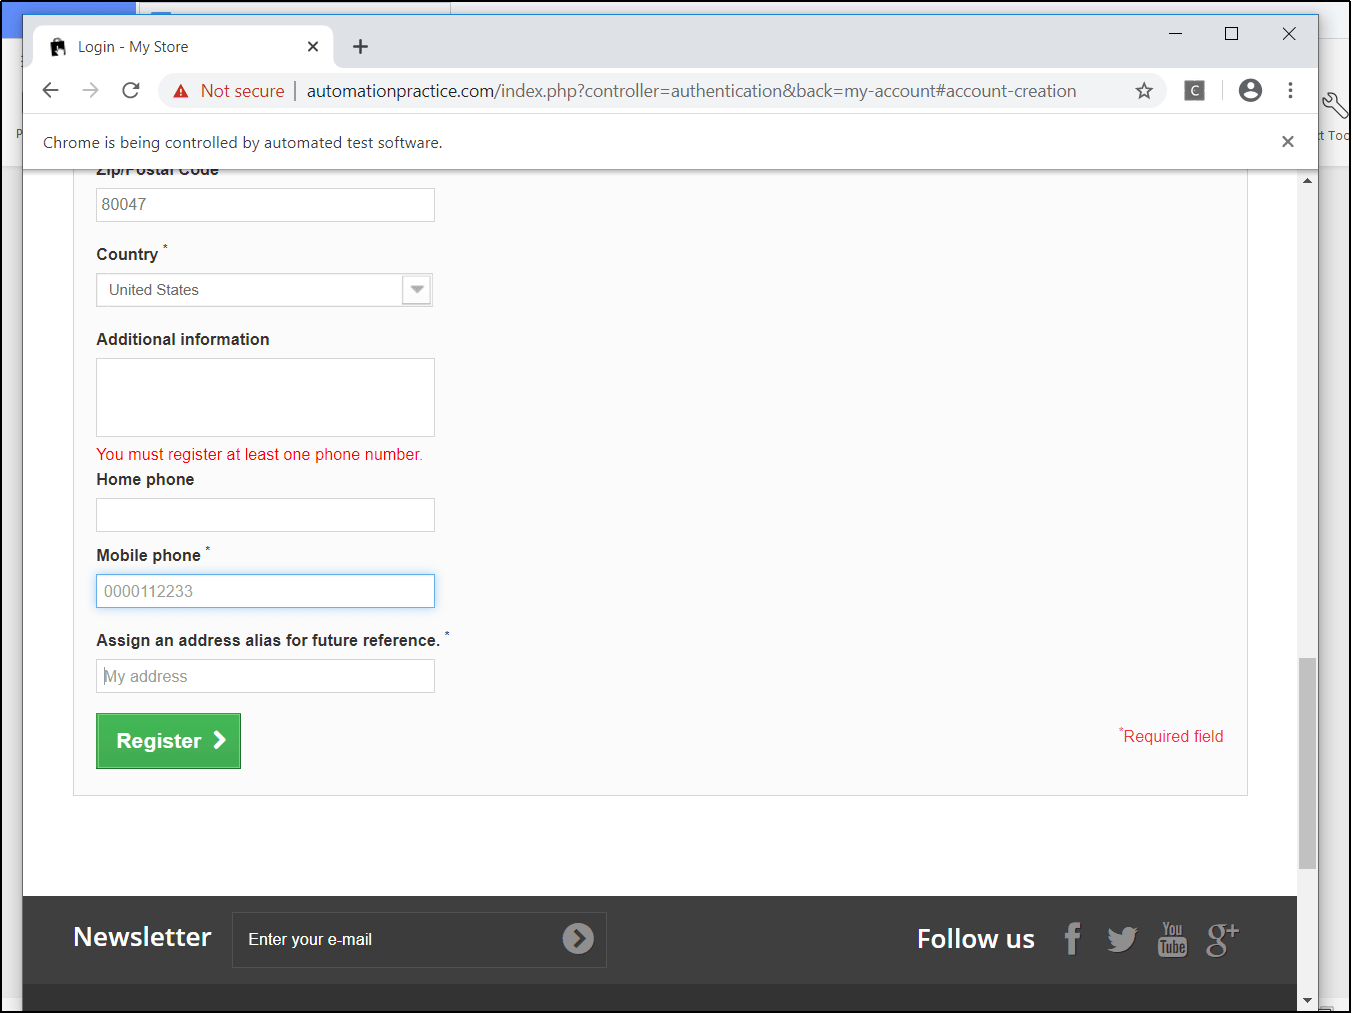 Login - My Store
Not secure | automationpractice.com/index.php?controller=authentication&back=my-account#account-creation
C
Chrome is being controlled by automated test software.
P
t Too
Zip/Postal Code
80047
Country *
United States
Additional information
You must register at least one phone number.
Home phone
Mobile phone *
0000112233
Assign an address alias for future reference. *
My address
Register
*Required field
Newsletter
Enter your e-mail
Follow us
f
You Tube
g+